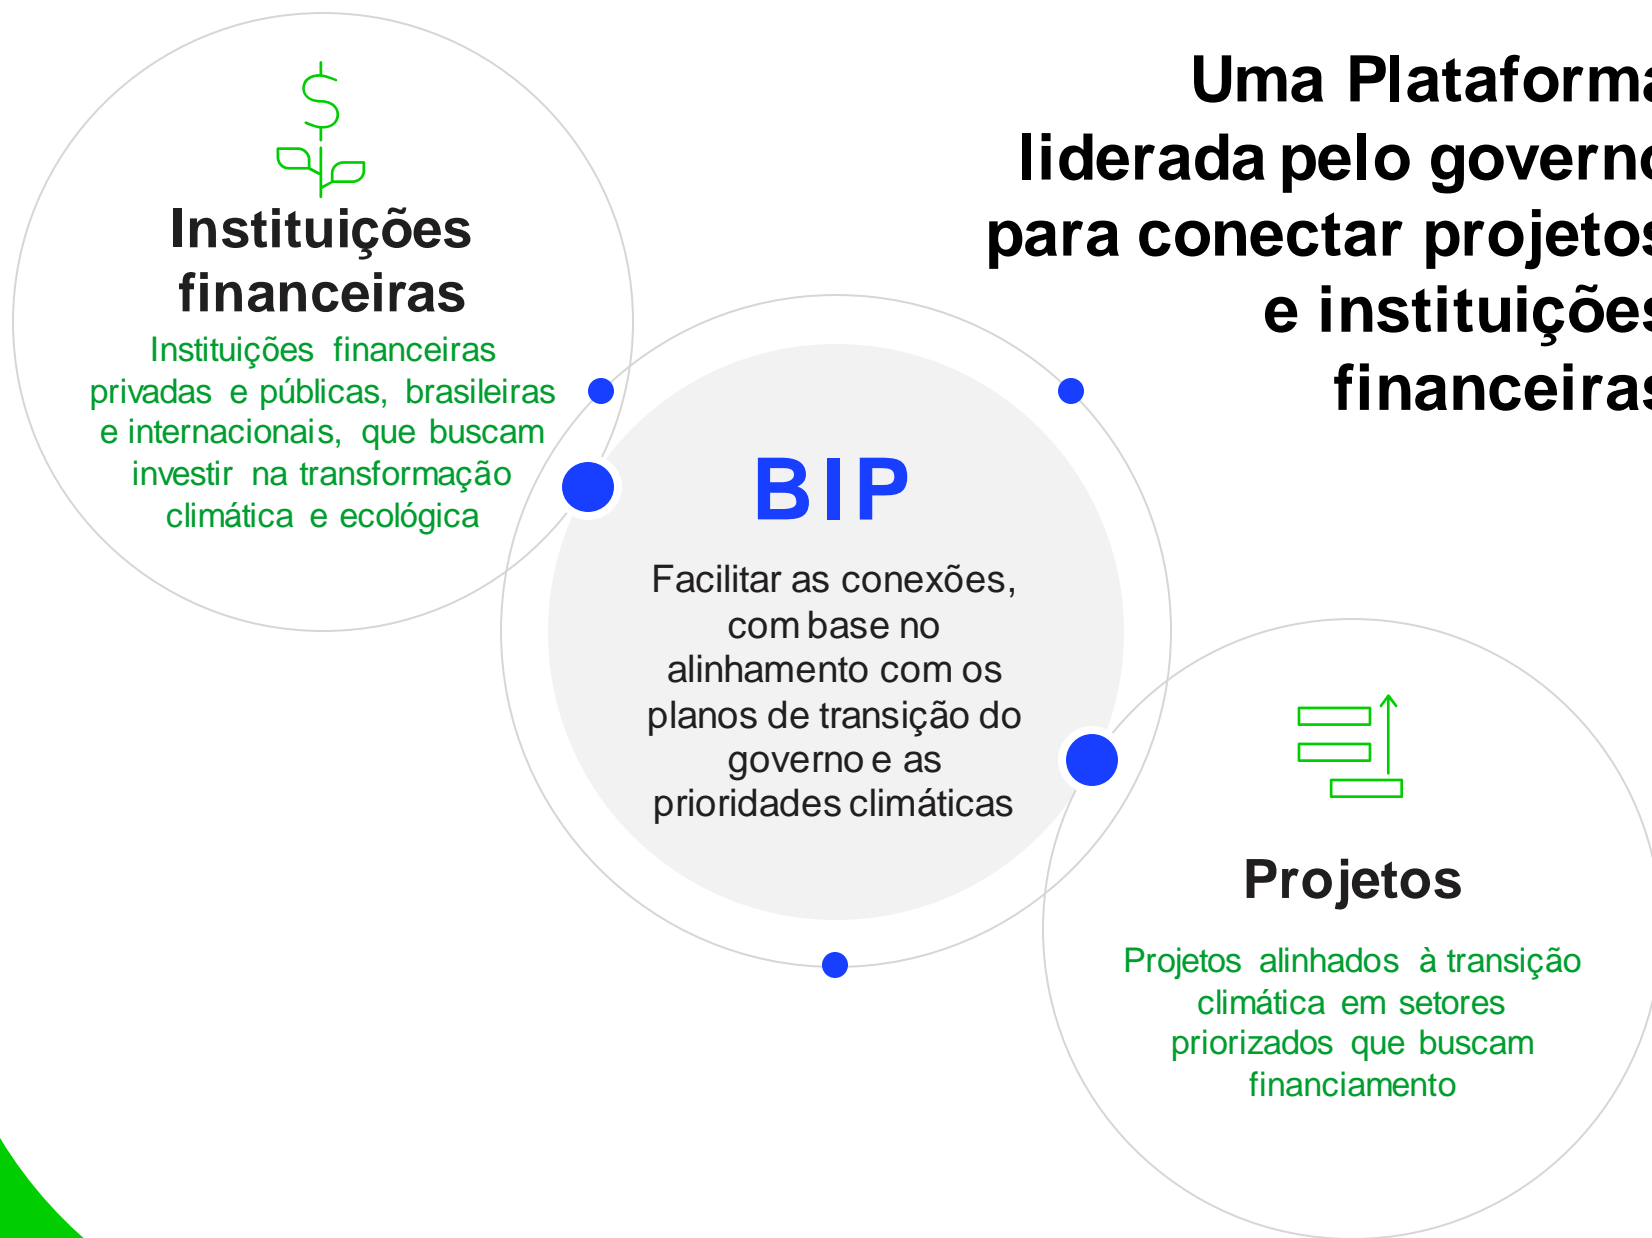 Uma Plataforma
liderada pelo governo
para conectar projetos
e instituições
financeiras
Instituições
financeiras
Instituições financeiras
privadas e públicas, brasileiras
e internacionais, que buscam
investir na transformação
climática e ecológica
BIP
Facilitar as conexões,
com base no
alinhamento com os
planos de transição do
governo e as
prioridades climáticas
Projetos
Projetos alinhados à transição
climática em setores
priorizados que buscam
financiamento